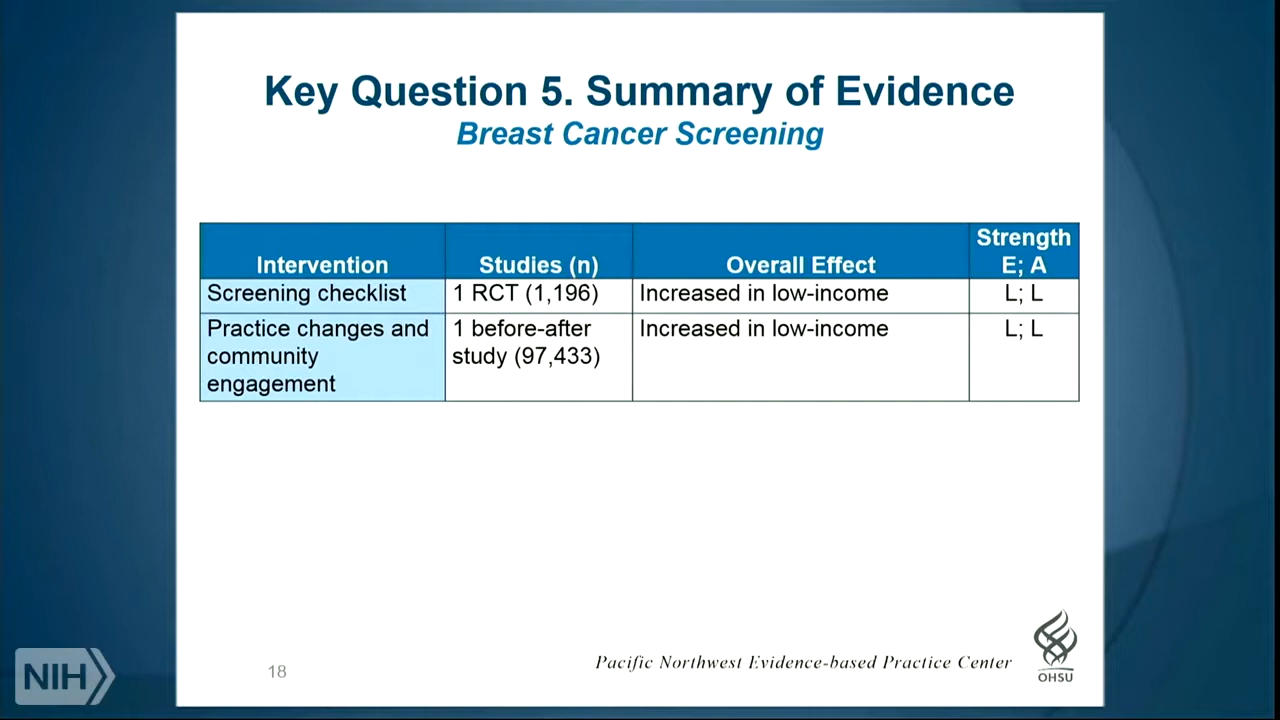 Key Question 5. Summary of Evidence
Breast Cancer Screening
Intervention Studies (n) Overall Effect Strength E; A
Screening checklist 1 RCT (1,196) Increased in low-income L; L
Practice changes and community engagement 1 before-after study (97,433) Increased in low-income L; L
18
Pacific Northwest Evidence-based Practice Center
OHSU
NIH